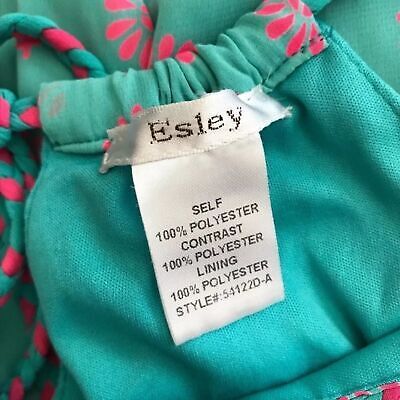 Esley
SELF
100% POLYESTER
CONTRAST
100% POLYESTER
LINING
100% POLYESTER
STYLE#:54122D-A